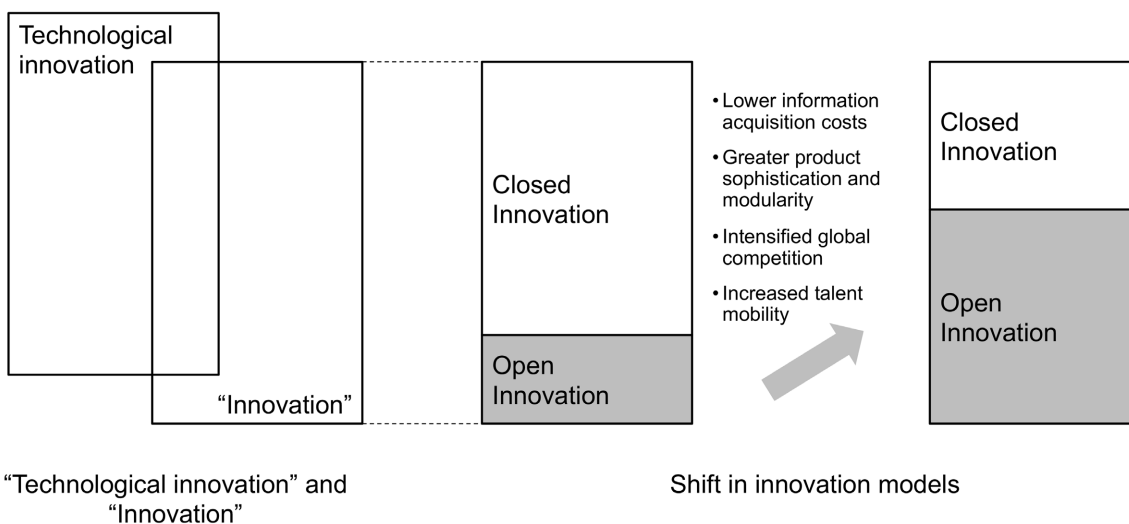 Technological
innovation
“Innovation”
“Technological innovation” and
“Innovation”
Closed
Innovation
Open
Innovation
• Lower information
acquisition costs
• Greater product
sophistication and
modularity
• Intensified global
competition
• Increased talent
mobility
Closed
Innovation
Open
Innovation
Shift in innovation models